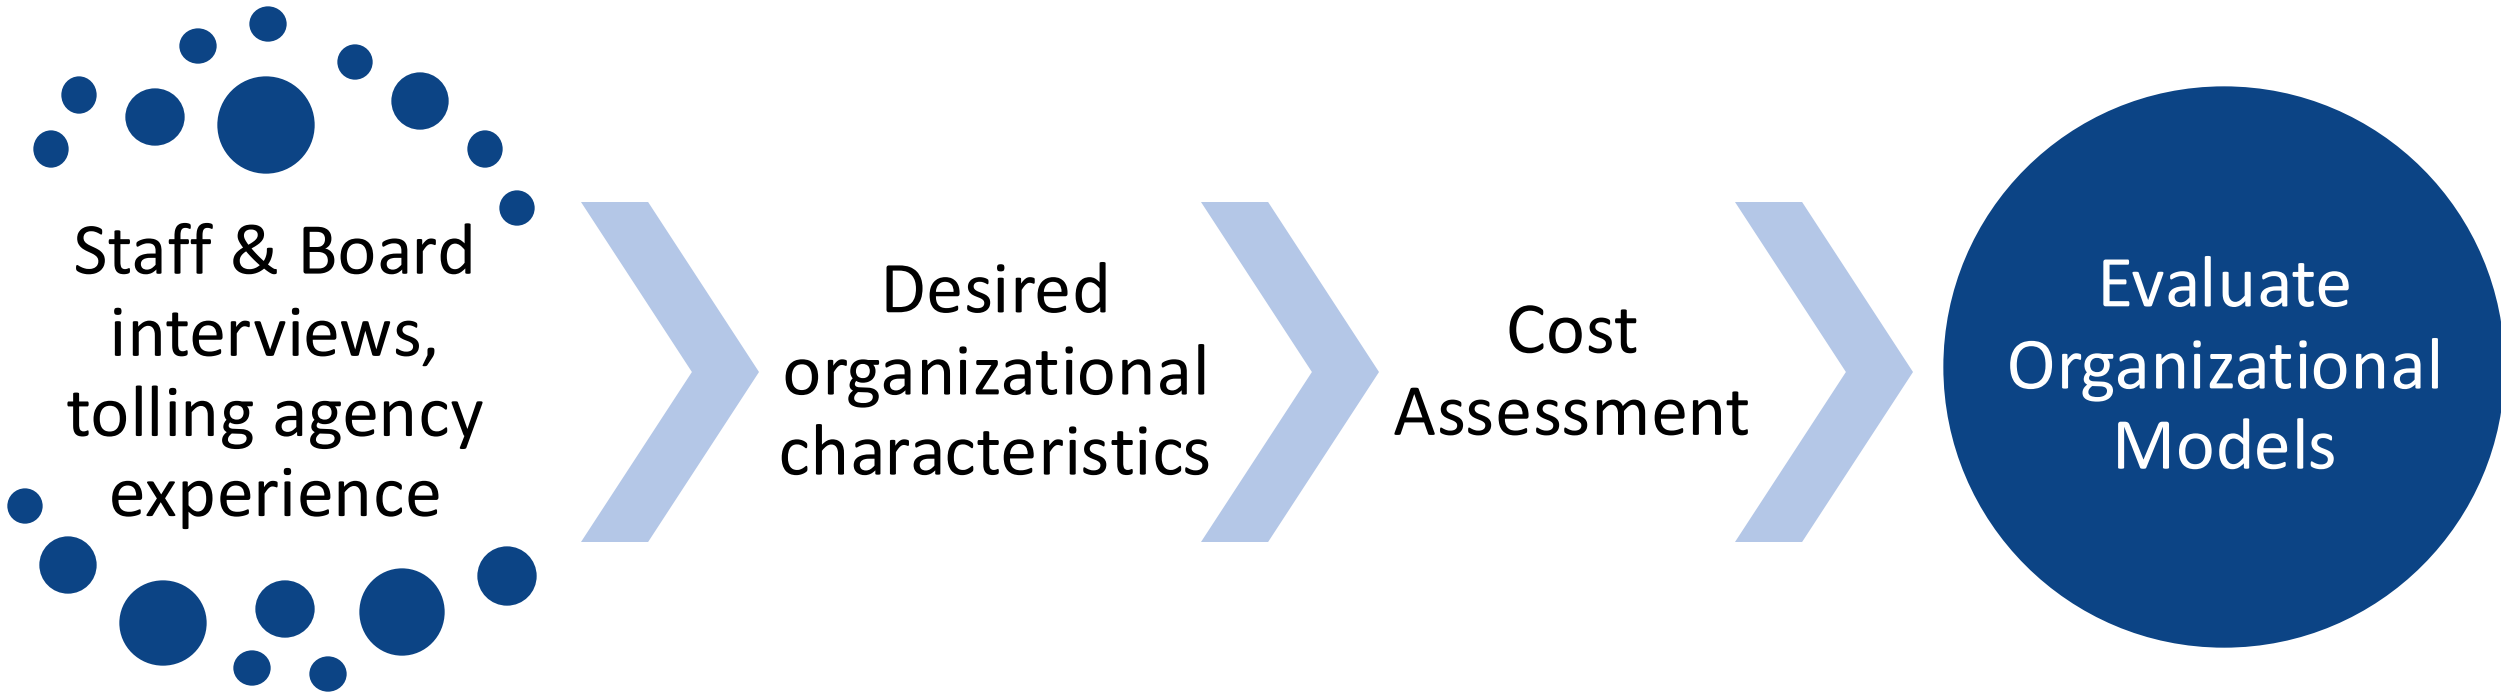 Staff & Board
interviews,
tolling agency
experience
Desired
organizational
characteristics
Cost
Assessment
Evaluate
Organizational
Models